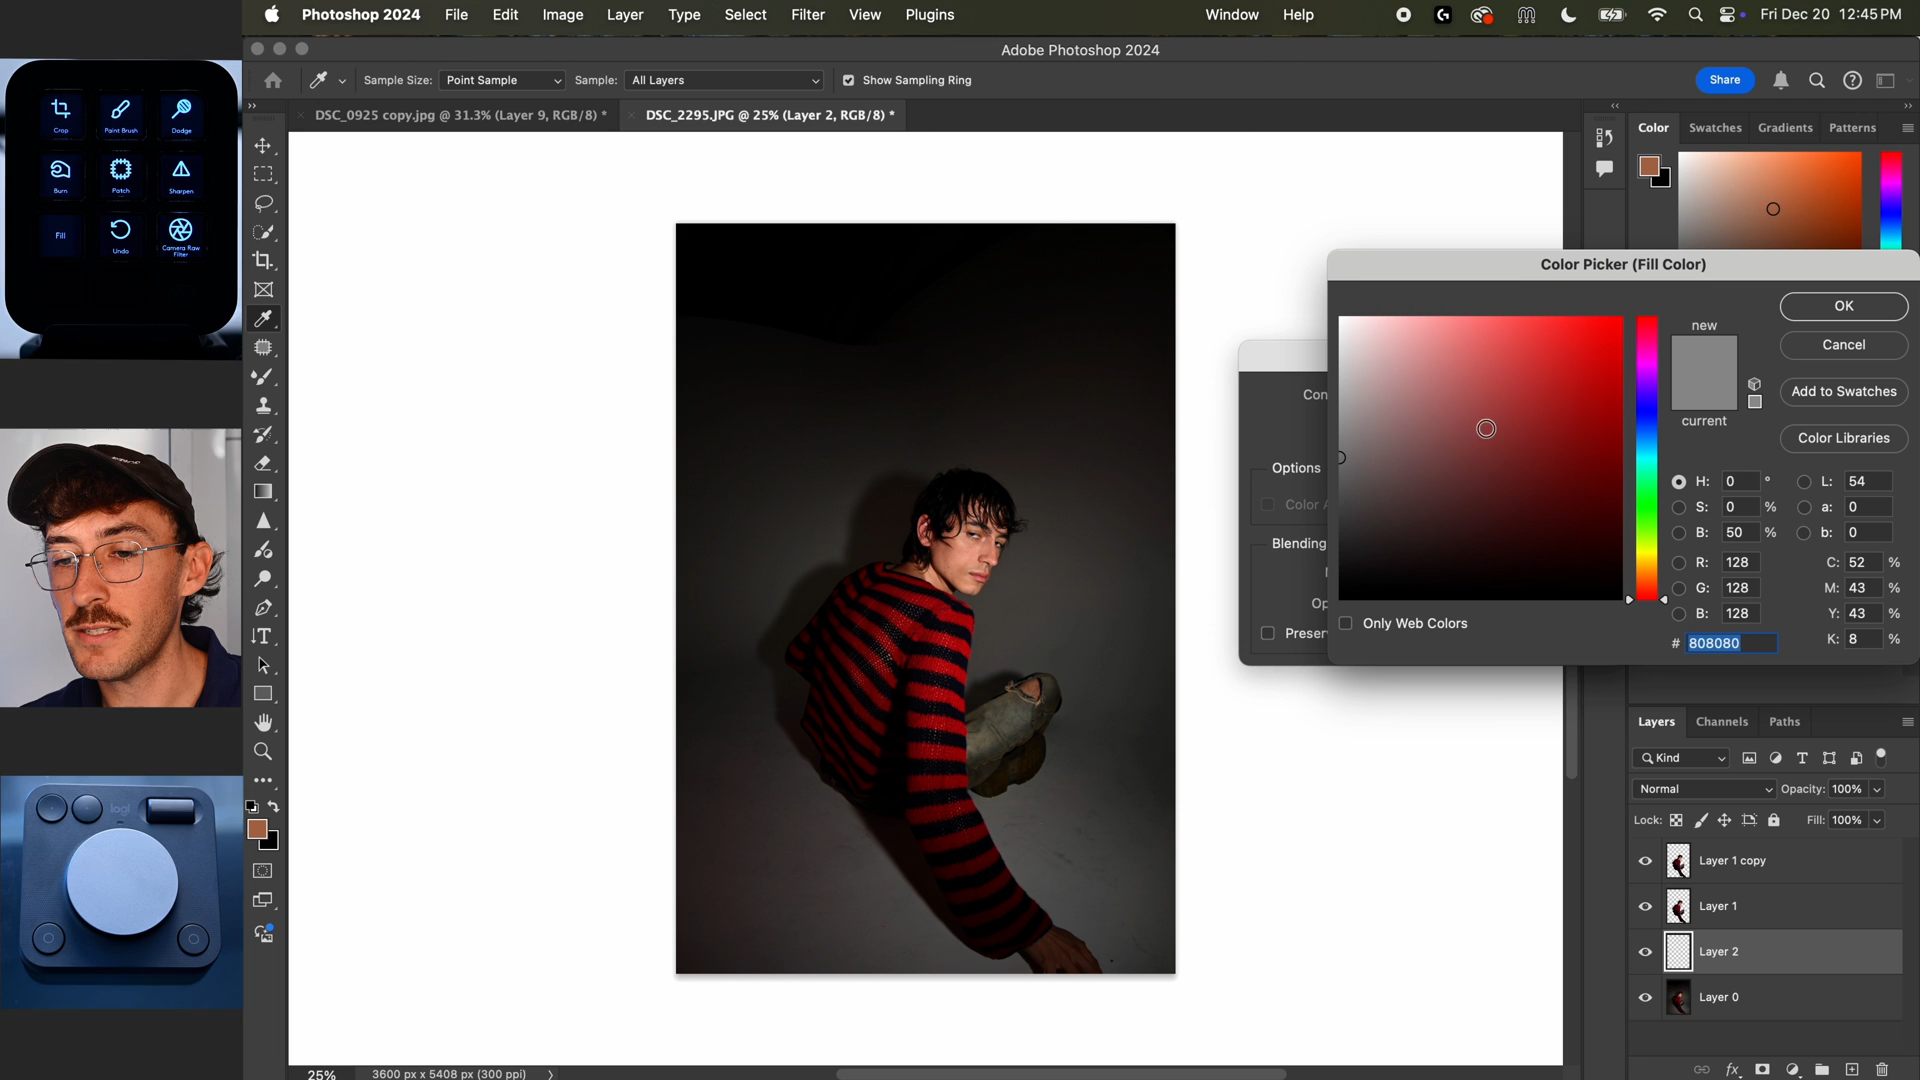 Photoshop 2024 File Edit Image Layer Type Select Filter View Plugins Window Help Fri Dec 20 12:45 PM
Adobe Photoshop 2024
Sample Size: Point Sample Sample: All Layers Show Sampling Ring Share
DSC_0925 copy.jpg @ 31.3% (Layer 9, RGB/8) * DSC_2295.JPG @ 25% (Layer 2, RGB/8) *
Color Swatches Gradients Patterns
Crop Paint Brush Dodge
Burn Patch Sharpen
Fill Undo Camera Raw
Filter
logi
Color Picker (Fill Color)
OK
new
Cancel
Add to Swatches
current
Color Libraries
Con
Options
Color A
Blending
Op
Preser
Only Web Colors
H: 0 ° L: 54
S: 0 % a: 0
B: 50 % b: 0
R: 128 C: 52 %
G: 128 M: 43 %
B: 128 Y: 43 %
# 808080 K: 8 %
Layers Channels Paths
Kind
Normal Opacity: 100%
Lock: Fill: 100%
Layer 1 copy
Layer 1
Layer 2
Layer 0
fx
25% 3600 px x 5408 px (300 ppi)